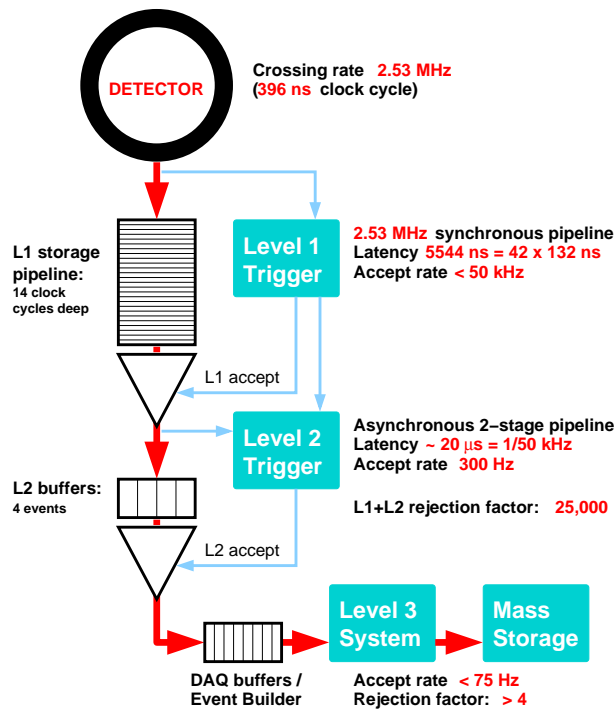 DETECTOR
Crossing rate 2.53 MHz
(396 ns clock cycle)
L1 storage
pipeline:
14 clock
cycles deep
Level 1
Trigger
2.53 MHz synchronous pipeline
Latency 5544 ns = 42 x 132 ns
Accept rate < 50 kHz
L1 accept
Level 2
Trigger
Asynchronous 2−stage pipeline
Latency ~ 20 μs = 1/50 kHz
Accept rate 300 Hz
L1+L2 rejection factor: 25,000
L2 buffers:
4 events
L2 accept
Level 3
System
Mass
Storage
DAQ buffers /
Event Builder
Accept rate < 75 Hz
Rejection factor: > 4